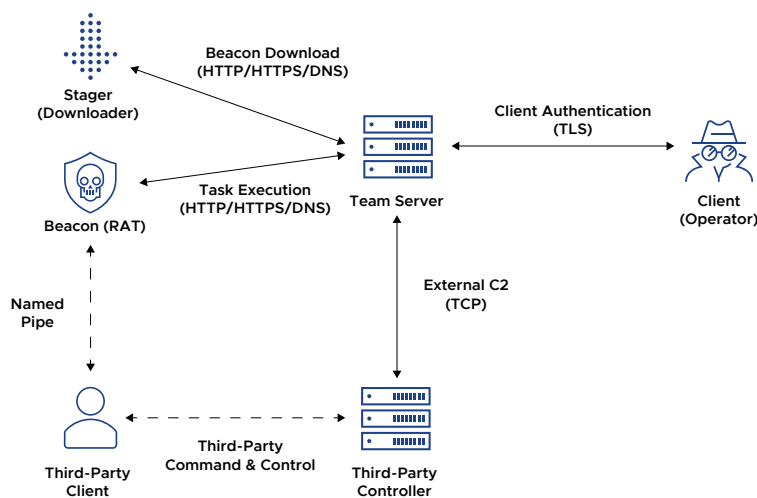 Beacon Download
(HTTP/HTTPS/DNS)
Stager
(Downloader)
Client Authentication
(TLS)
Task Execution
(HTTP/HTTPS/DNS)
Team Server
Client
(Operator)
Beacon (RAT)
External C2
(TCP)
Named
Pipe
Third-Party
Command & Control
Third-Party
Client
Third-Party
Controller